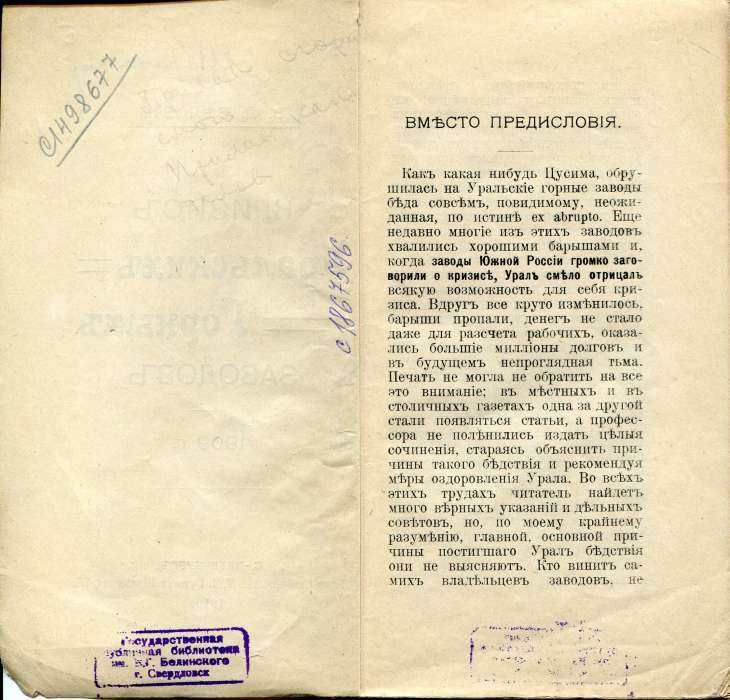 С1498677
с 1867596
Государственная
публичная библиотека
им. В.Г. Белинского
г. Свердловск
ВМѢСТО ПРЕДИСЛОВІЯ.
Какъ какая нибудь Цусима, обру-
шилась на Уральскіе горные заводы
бѣда совсѣмъ, повидимому, неожи-
данная, по истинѣ ex abrupto. Еще
недавно многіе изъ этихъ заводовъ
хвалились хорошими барышами и,
когда заводы Южной Россіи громко заго-
ворили о кризисѣ, Уралъ смѣло отрицалъ
всякую возможность для себя кри-
зиса. Вдругъ все круто измѣнилось,
барыши пропали, денегъ не стало
даже для разсчета рабочихъ, оказа-
лись большіе милліоны долговъ и
въ будущемъ непроглядная тьма.
Печать не могла не обратить на все
это вниманіе; въ мѣстныхъ и въ
столичныхъ газетахъ одна за другой
стали появляться статьи, а профес-
сора не полѣнились издать цѣлыя
сочиненія, стараясь объяснить при-
чины такого бѣдствія и рекомендуя
мѣры оздоровленія Урала. Во всѣхъ
этихъ трудахъ читатель найдетъ
много вѣрныхъ указаній и дѣльныхъ
совѣтовъ, но, по моему крайнему
разумѣнію, главной, основной при-
чины постигшаго Уралъ бѣдствія
они не выясняютъ. Кто винитъ са-
михъ владѣльцевъ заводовъ, не